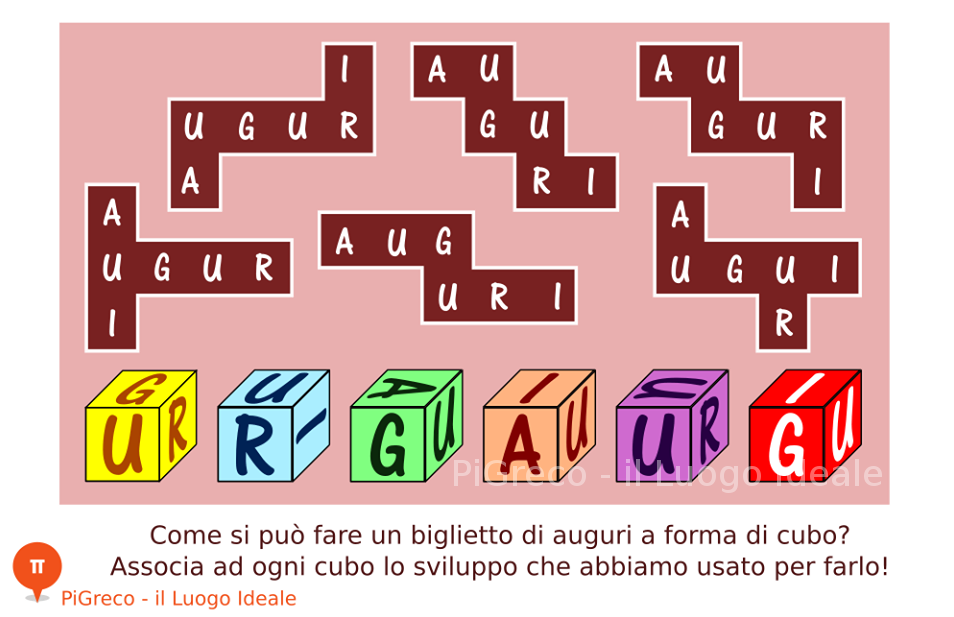 I
A U
A U
U G U R
G U
G U R
A
R I
I
A
A
A U G
U G U R
U G U I
U R I
I
R
G
U R
U
R I
A
G U
I
A U
U
U R
I
G U
PiGreco - il Luogo Ideale
Come si può fare un biglietto di auguri a forma di cubo?
Associa ad ogni cubo lo sviluppo che abbiamo usato per farlo!
π
PiGreco - il Luogo Ideale